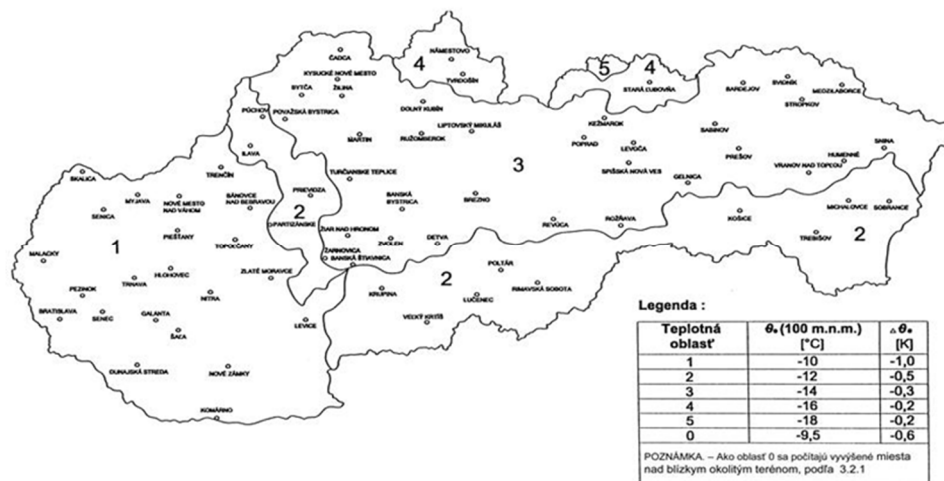 ČADCA
KYSUCKÉ NOVÉ MESTO
BYTČA
ŽILINA
4
NÁMESTOVO
TVRDOŠÍN
5
4
STARÁ ĽUBOVŇA
BARDEJOV
SVIDNÍK
MEDZILABORCE
STROPKOV
PÚCHOV
POVAŽSKÁ BYSTRICA
DOLNÝ KUBÍN
LIPTOVSKÝ MIKULÁŠ
MARTIN
RUŽOMBEROK
KEŽMAROK
POPRAD
LEVOČA
SABINOV
PREŠOV
HUMENNÉ
SNINA
VRANOV NAD TOPĽOU
ILAVA
TRENČÍN
TURČIANSKE TEPLICE
3
SPIŠSKÁ NOVÁ VES
GELNICA
SKALICA
MYJAVA
NOVÉ MESTO
NAD VÁHOM
BÁNOVCE
NAD BEBRAVOU
PRIEVIDZA
2
BANSKÁ
BYSTRICA
BREZNO
SENICA
PARTIZÁNSKE
ŽIAR NAD HRONOM
ZVOLEN
DETVA
REVÚCA
ROŽŇAVA
KOŠICE
MICHALOVCE
SOBRANCE
1
PIEŠŤANY
TOPOĽČANY
ŽARNOVICA
BANSKÁ ŠTIAVNICA
TREBIŠOV
2
MALACKY
HLOHOVEC
ZLATÉ MORAVCE
2
POLTÁR
PEZINOK
TRNAVA
NITRA
KRUPINA
LUČENEC
RIMAVSKÁ SOBOTA
BRATISLAVA
SENEC
GALANTA
ŠAĽA
LEVICE
VEĽKÝ KRTÍŠ
DUNAJSKÁ STREDA
NOVÉ ZÁMKY
KOMÁRNO
Legenda :
Teplotná oblasť θₑ (100 m.n.m.) [°C] △θₑ [K]
1 -10 -1,0
2 -12 -0,5
3 -14 -0,3
4 -16 -0,2
5 -18 -0,2
0 -9,5 -0,6
POZNÁMKA. – Ako oblasť 0 sa počítajú vyvýšené miesta
nad blízkym okolitým terénom, podľa 3.2.1